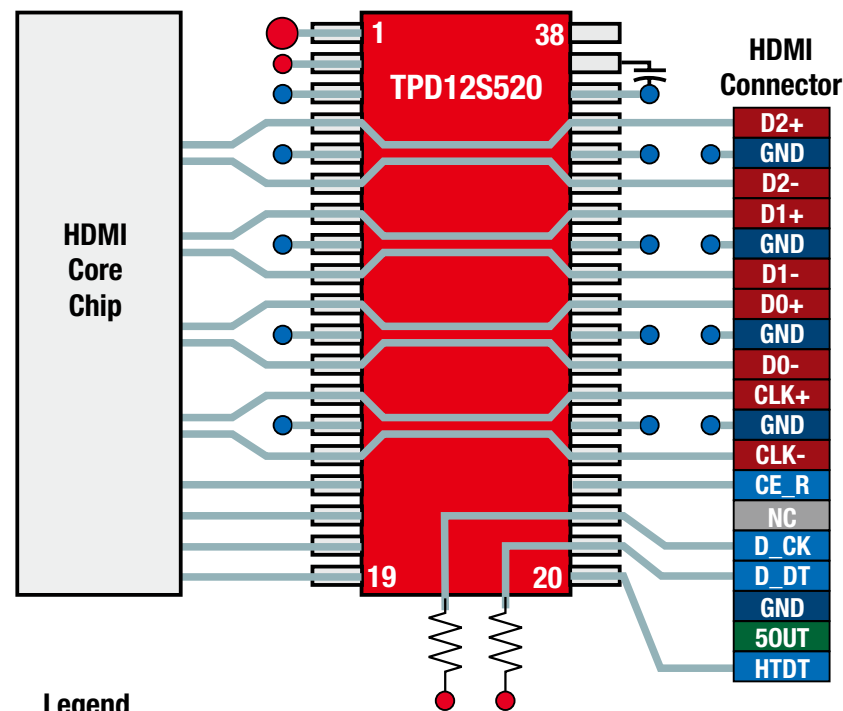 1
38
TPD12S520
HDMI
Connector
D2+
GND
D2-
D1+
GND
D1-
D0+
GND
D0-
CLK+
GND
CLK-
CE_R
NC
D_CK
D_DT
GND
5OUT
HTDT
HDMI
Core
Chip
19
20
Legend